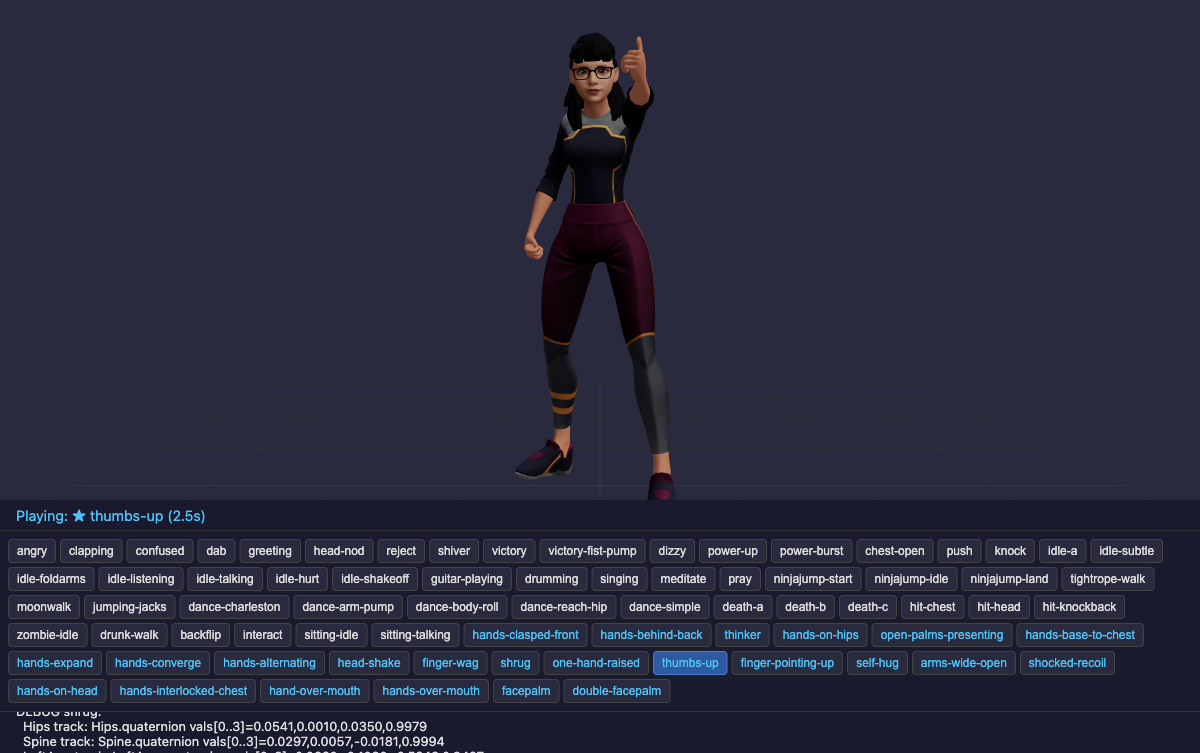 Playing: ★ thumbs-up (2.5s)
angry clapping confused dab greeting head-nod reject shiver victory victory-fist-pump dizzy power-up power-burst chest-open push knock idle-a idle-subtle
idle-foldarms idle-listening idle-talking idle-hurt idle-shakeoff guitar-playing drumming singing meditate pray ninjajump-start ninjajump-idle ninjajump-land tightrope-walk
moonwalk jumping-jacks dance-charleston dance-arm-pump dance-body-roll dance-reach-hip dance-simple death-a death-b death-c hit-chest hit-head hit-knockback
zombie-idle drunk-walk backflip interact sitting-idle sitting-talking hands-clasped-front hands-behind-back thinker hands-on-hips open-palms-presenting hands-base-to-chest
hands-expand hands-converge hands-alternating head-shake finger-wag shrug one-hand-raised thumbs-up finger-pointing-up self-hug arms-wide-open shocked-recoil
hands-on-head hands-interlocked-chest hand-over-mouth hands-over-mouth facepalm double-facepalm
DEBUG shrug:
Hips track: Hips.quaternion vals[0..3]=0.0541,0.0010,0.0350,0.9979
Spine track: Spine.quaternion vals[0..3]=0.0297,0.0057,-0.0181,0.9994